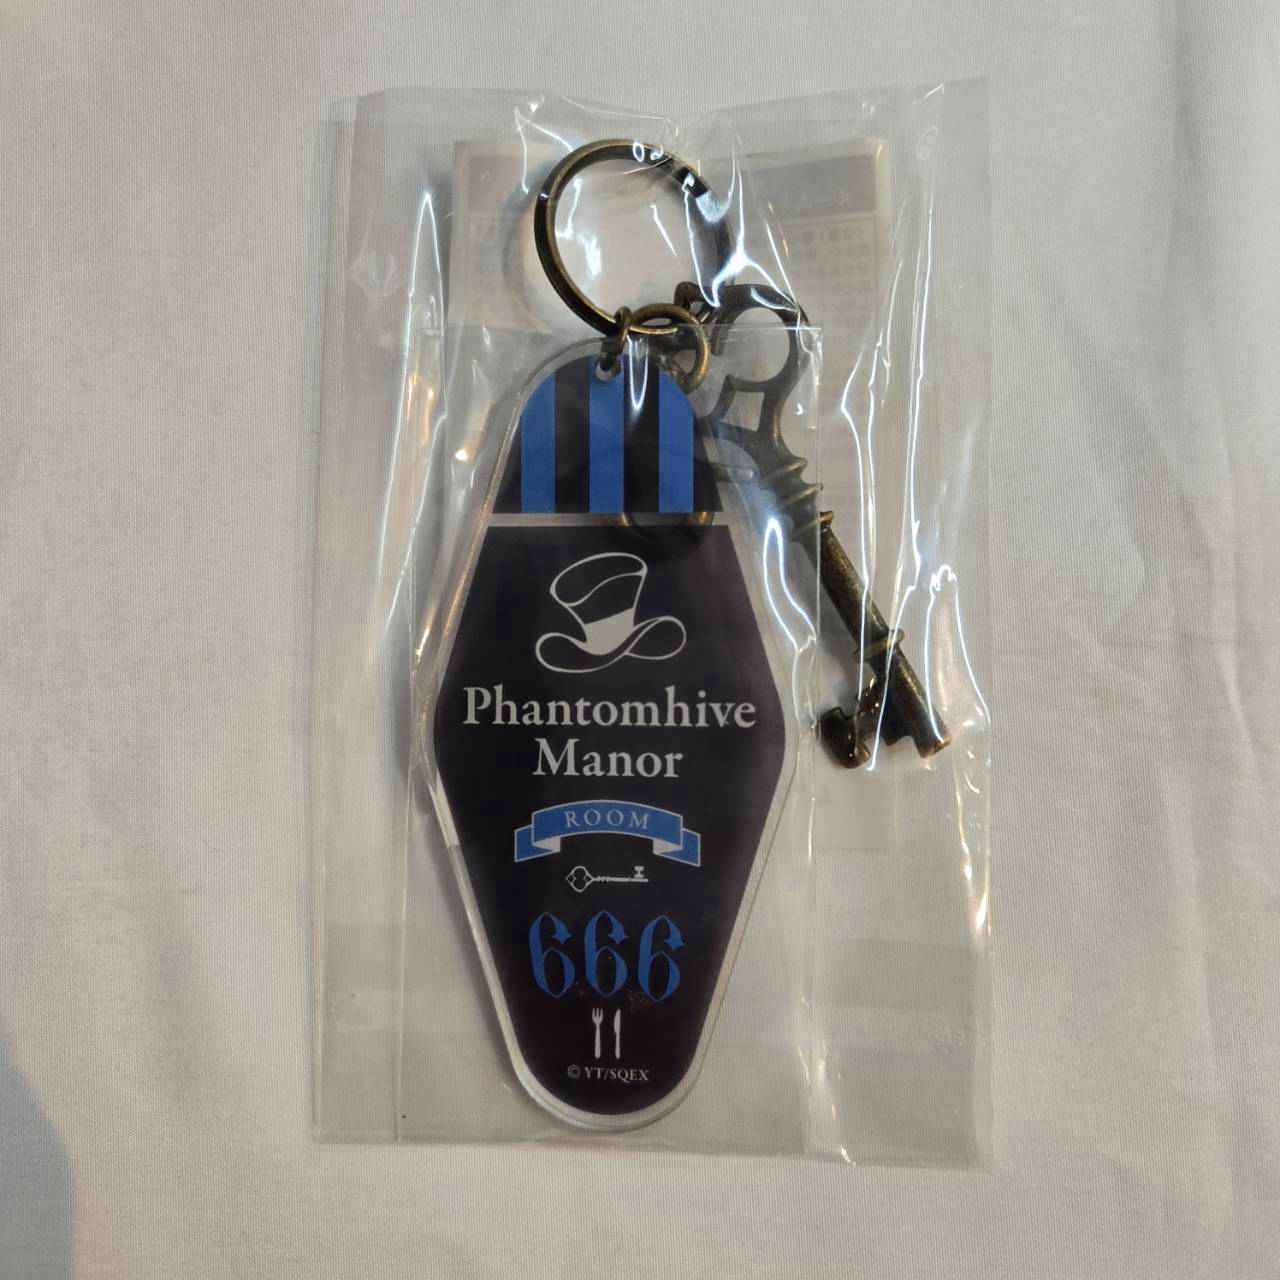 Phantomhive
Manor
ROOM
666
© YT/SQEX